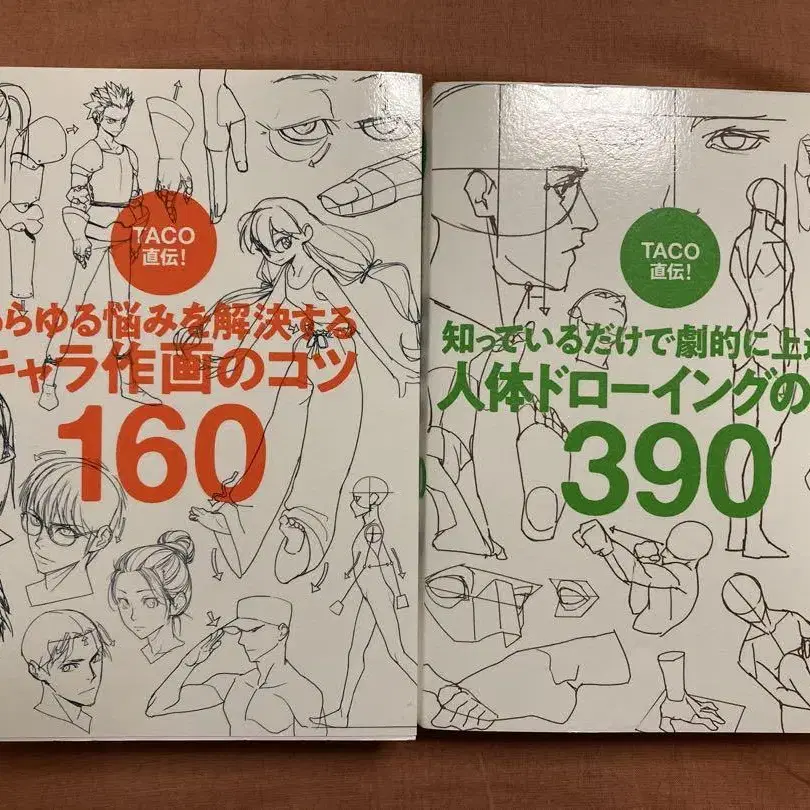 TACO
直伝!
らゆる悩みを解決する
チャラ作画のコツ
160
TACO
直伝!
知っているだけで劇的に上
人体ドローイングの
390